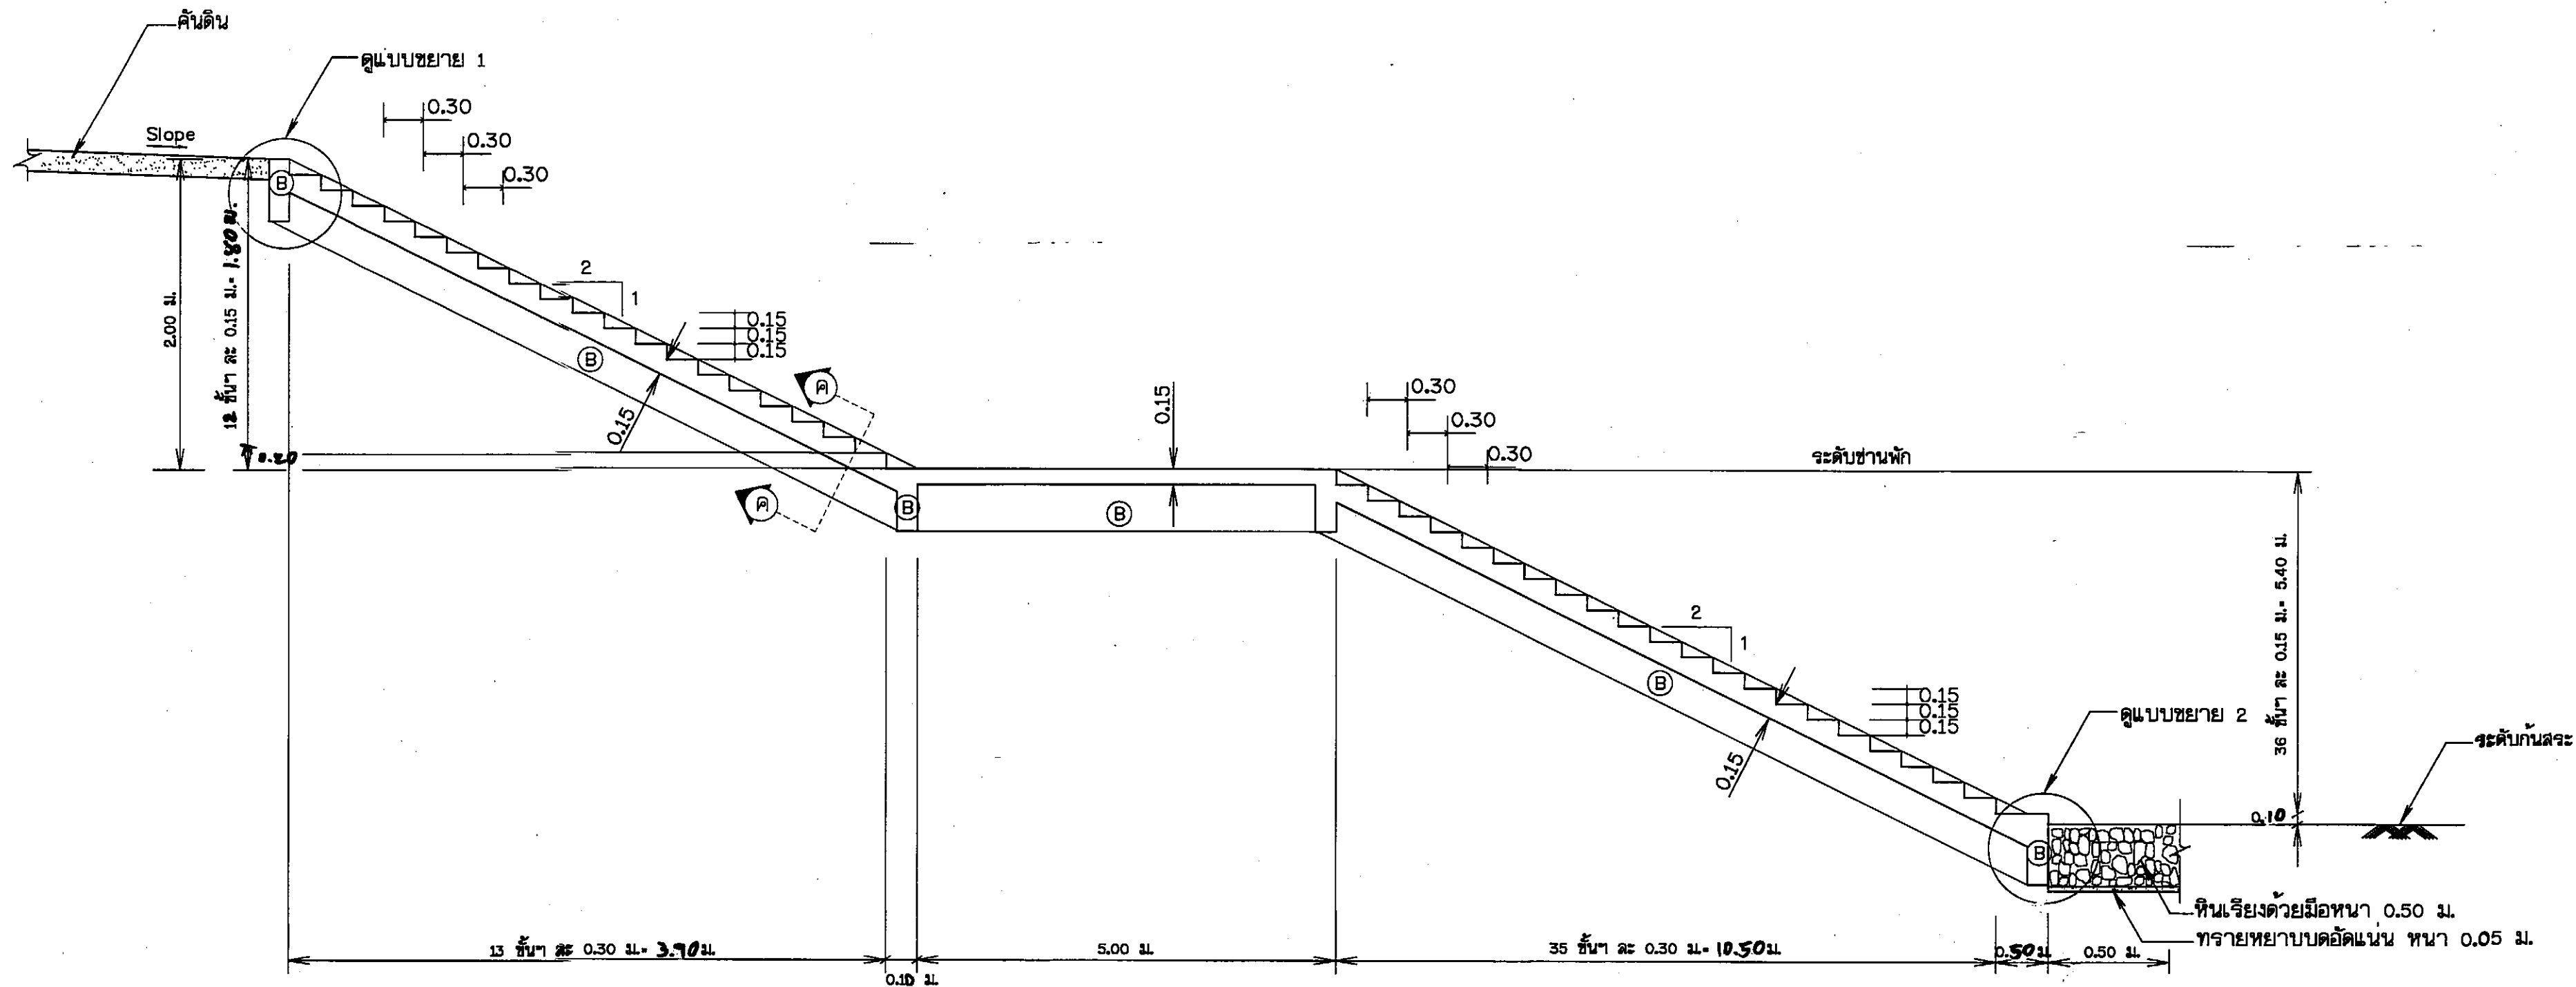 คันดิน
ดูแบบขยาย 1
0.30
0.30
0.30
Slope
B
2.00 ม.
12 ขั้นๆ ละ 0.15 ม.= 1.80 ม.
2
1
0.15
0.15
0.15
B
ค
0.15
0.20
ค
B
B
0.15
0.30
0.30
0.30
ระดับชานพัก
2
1
B
0.15
0.15
0.15
0.15
36 ขั้นๆ ละ 0.15 ม.= 5.40 ม.
ดูแบบขยาย 2
ระดับก้นสระ
0.10
B
หินเรียงด้วยมือหนา 0.50 ม.
ทรายหยาบบดอัดแน่น หนา 0.05 ม.
13 ขั้นๆ ละ 0.30 ม.= 3.90 ม.
0.10 ม.
5.00 ม.
35 ขั้นๆ ละ 0.30 ม.= 10.50 ม.
0.50 ม.
0.50 ม.